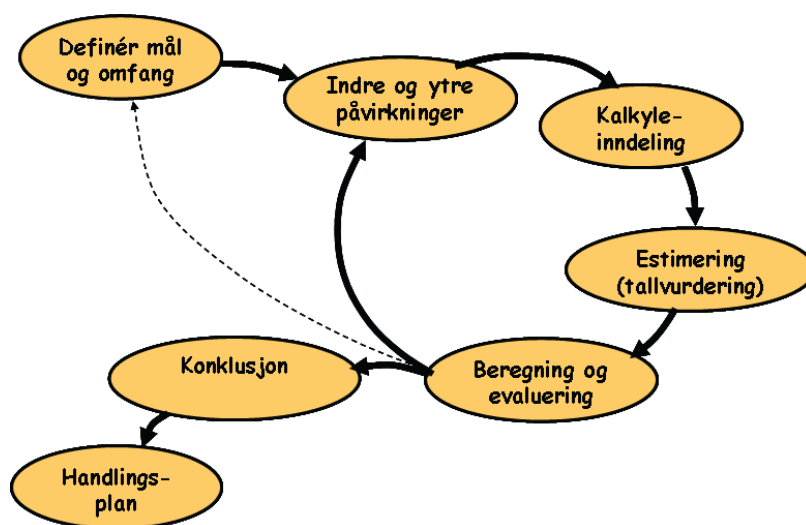 Definér mål
og omfang
Indre og ytre
påvirkninger
Kalkyle-
inndeling
Estimering
(tallvurdering)
Beregning og
evaluering
Konklusjon
Handlings-
plan